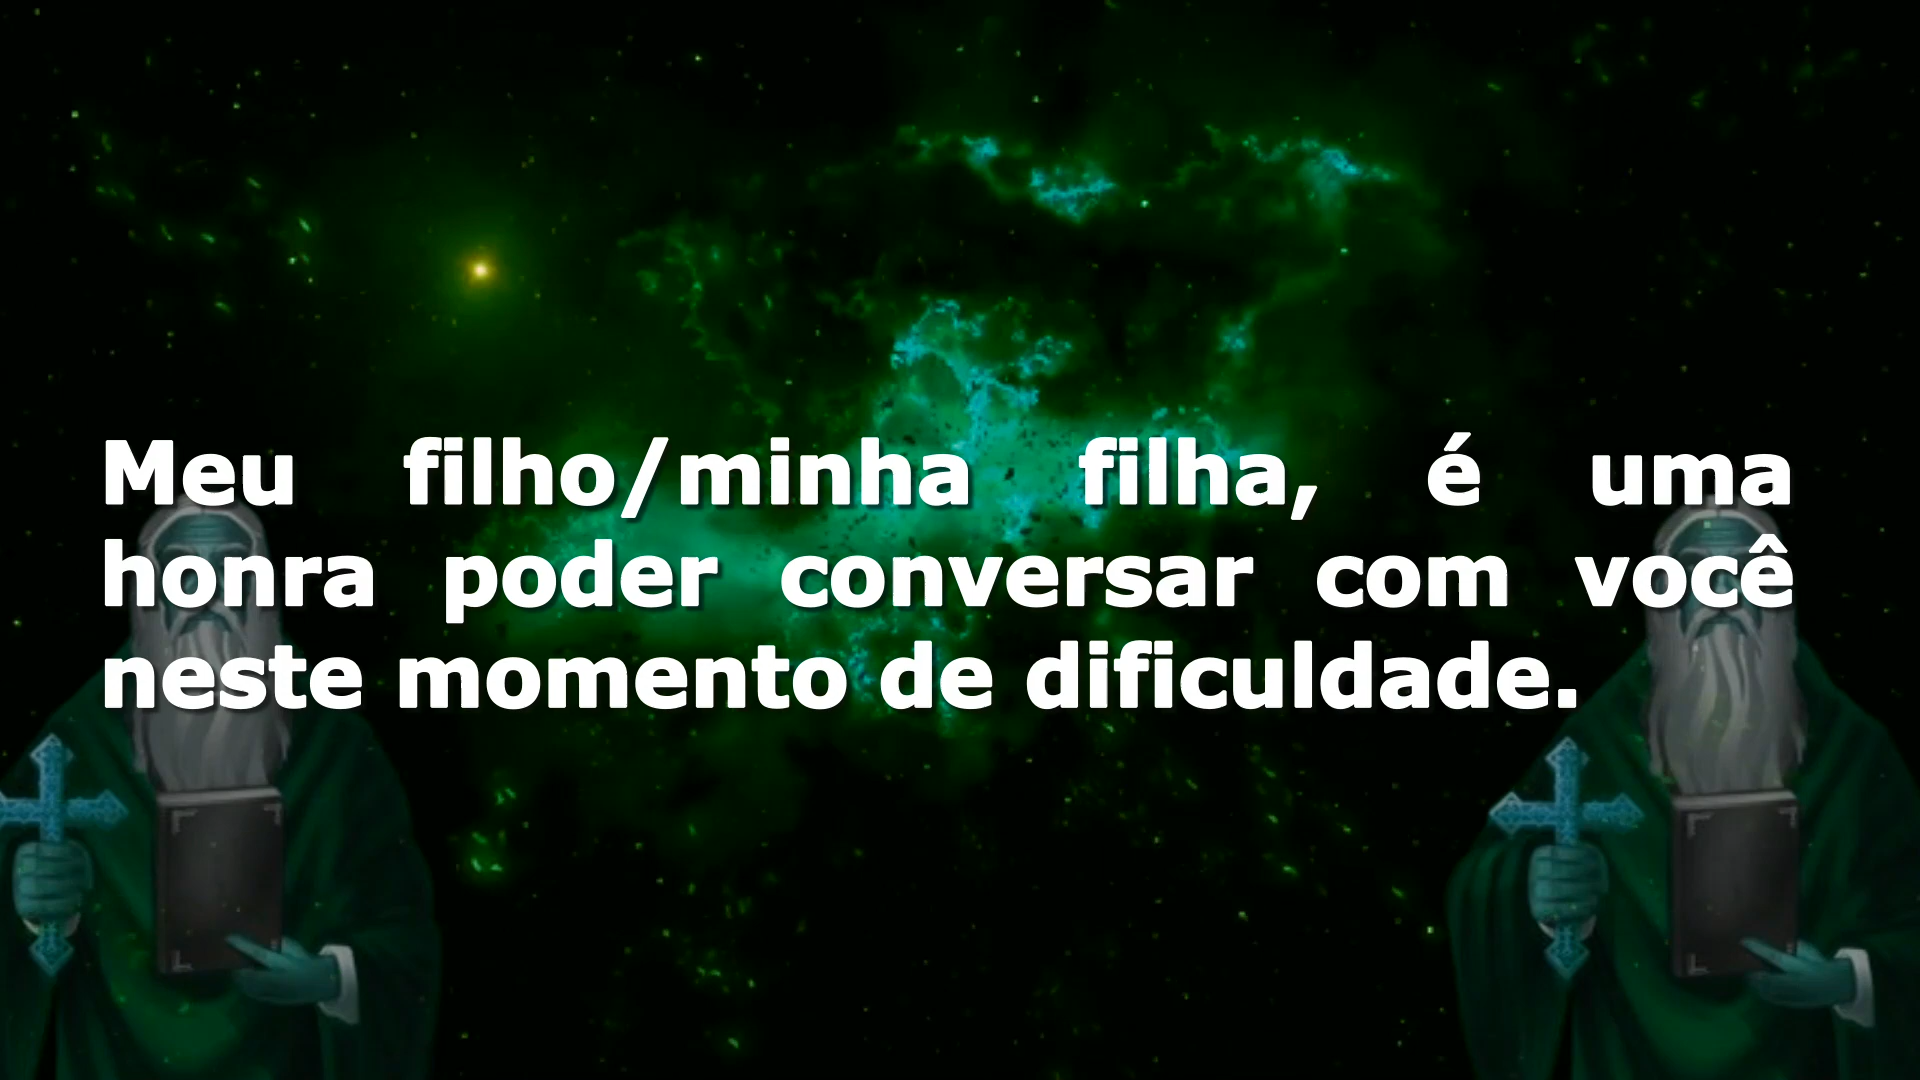 Meu filho/minha filha, é uma
honra poder conversar com você
neste momento de dificuldade.